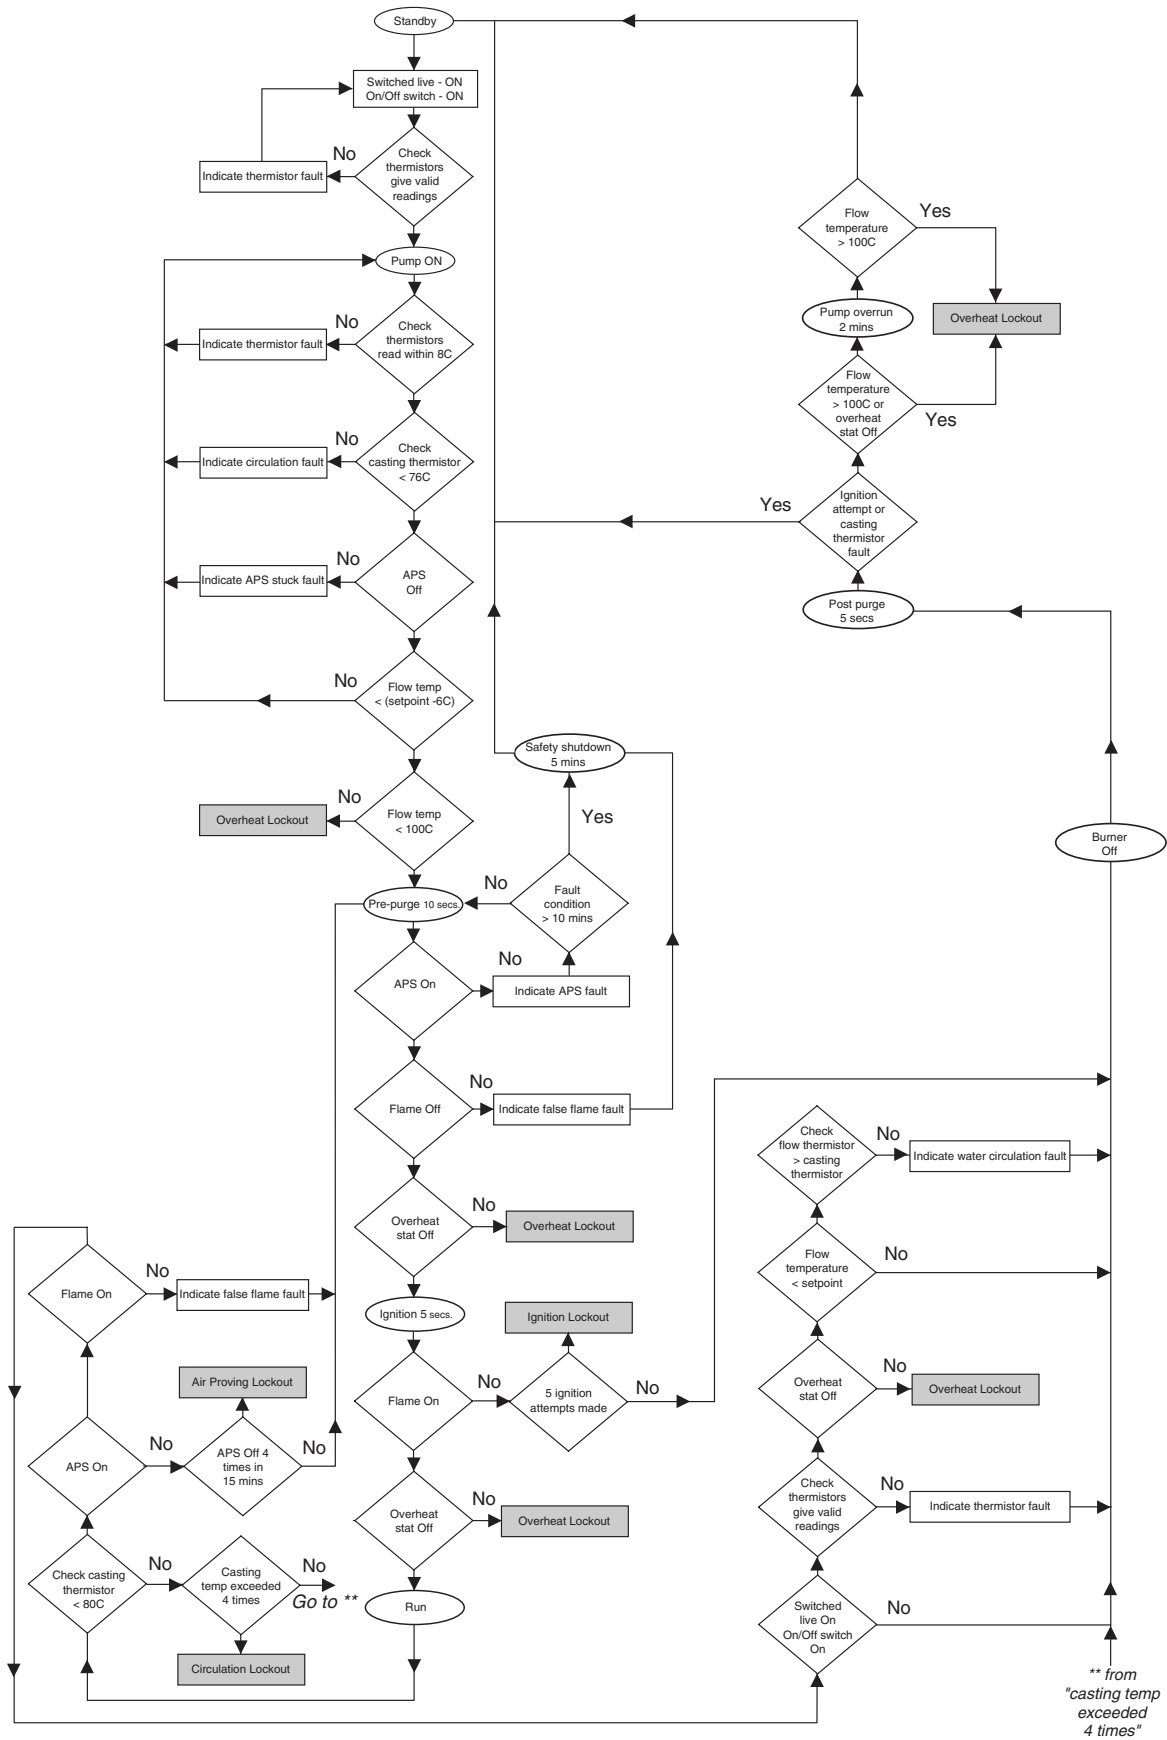 Standby
Switched live - ON
On/Off switch - ON
No
Check
thermistors
give valid
readings
Indicate thermistor fault
Pump ON
No
Check
thermistors
read within 8C
Indicate thermistor fault
No
Check
casting thermistor
< 76C
Indicate circulation fault
No
APS
Off
Indicate APS stuck fault
No
Flow temp
< (setpoint -6C)
No
Flow temp
< 100C
Overheat Lockout
Pre-purge 10 secs.
No
Fault
condition
> 10 mins
Yes
Safety shutdown
5 mins
APS On
No
Indicate APS fault
Flame Off
No
Indicate false flame fault
Overheat
stat Off
No
Overheat Lockout
Ignition 5 secs.
Flame On
No
5 ignition
attempts made
No
Ignition Lockout
Overheat
stat Off
No
Overheat Lockout
Run
Flame On
No
Indicate false flame fault
Air Proving Lockout
APS On
No
APS Off 4
times in
15 mins
No
Check casting
thermistor
< 80C
No
Casting
temp exceeded
4 times
No
Go to **
Circulation Lockout
Flow
temperature
> 100C
Yes
Pump overrun
2 mins
Overheat Lockout
Flow
temperature
> 100C or
overheat
stat Off
Yes
Yes
Ignition
attempt or
casting
thermistor
fault
Post purge
5 secs
Burner
Off
Check
flow thermistor
> casting
thermistor
No
Indicate water circulation fault
Flow
temperature
< setpoint
No
Overheat
stat Off
No
Overheat Lockout
Check
thermistors
give valid
readings
No
Indicate thermistor fault
Switched
live On
On/Off switch
On
No
** from
"casting temp
exceeded
4 times"